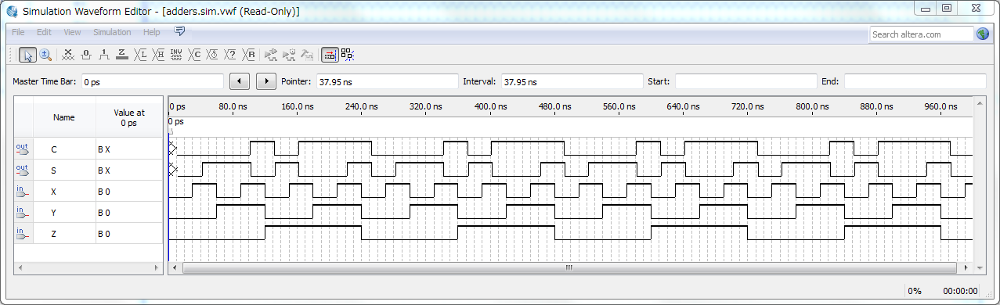 Simulation Waveform Editor - [adders.sim.vwf (Read-Only)]
File Edit View Simulation Help
Search altera.com
Master Time Bar: 0 ps Pointer: 37.95 ns Interval: 37.95 ns Start: End:
Name Value at 0 ps
0 ps 80.0 ns 160.0 ns 240.0 ns 320.0 ns 400.0 ns 480.0 ns 560.0 ns 640.0 ns 720.0 ns 800.0 ns 880.0 ns 960.0 ns
0 ps
out C B X
out S B X
in X B 0
in Y B 0
in Z B 0
0% 00:00:00